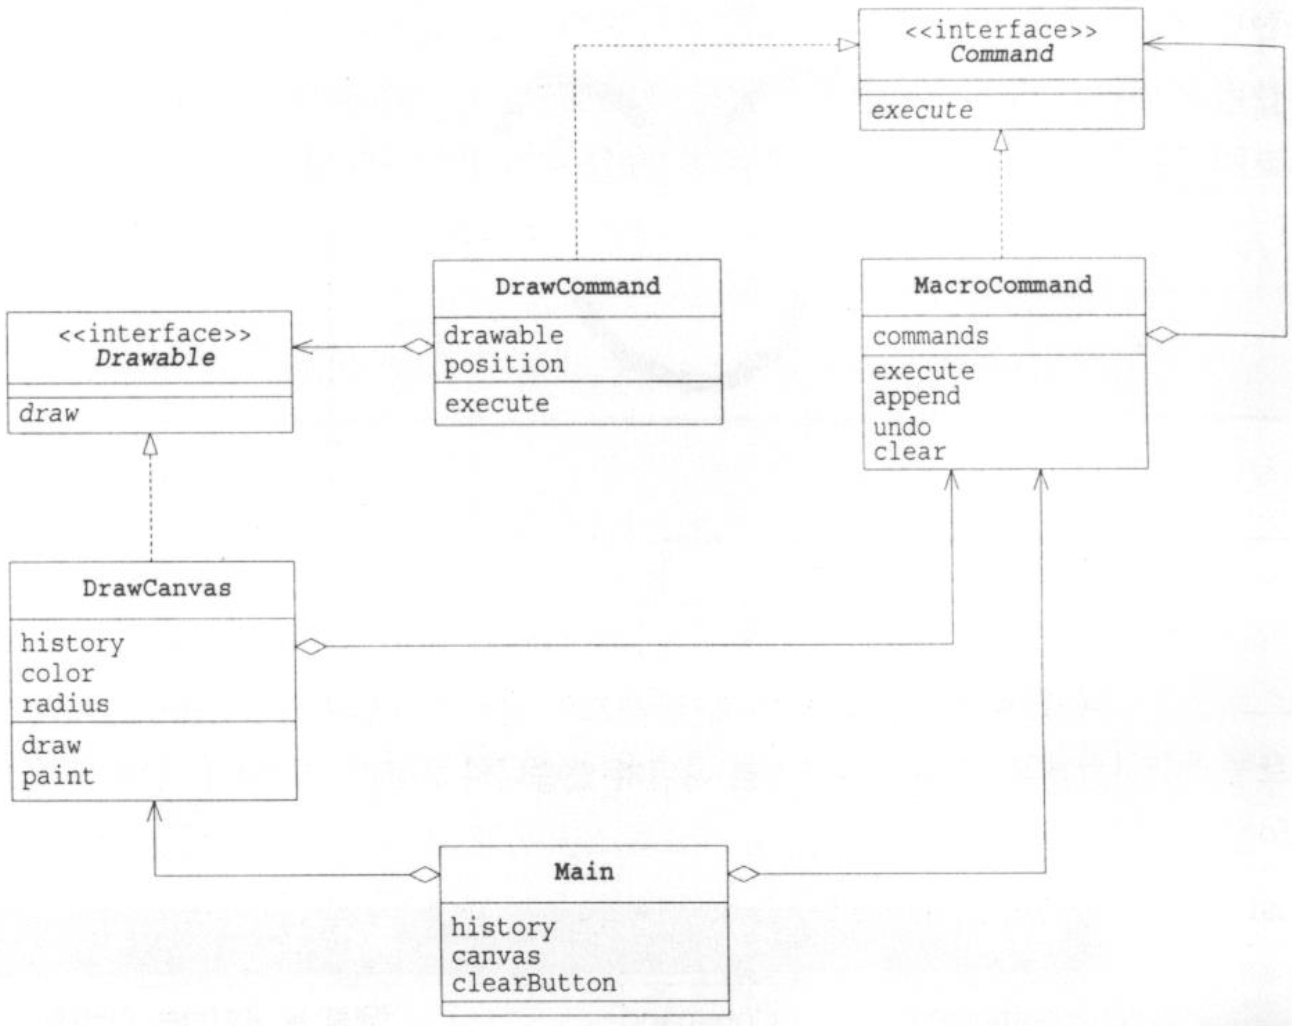 <<interface>>
Command
execute
DrawCommand
drawable
position
execute
MacroCommand
commands
execute
append
undo
clear
<<interface>>
Drawable
draw
DrawCanvas
history
color
radius
draw
paint
Main
history
canvas
clearButton